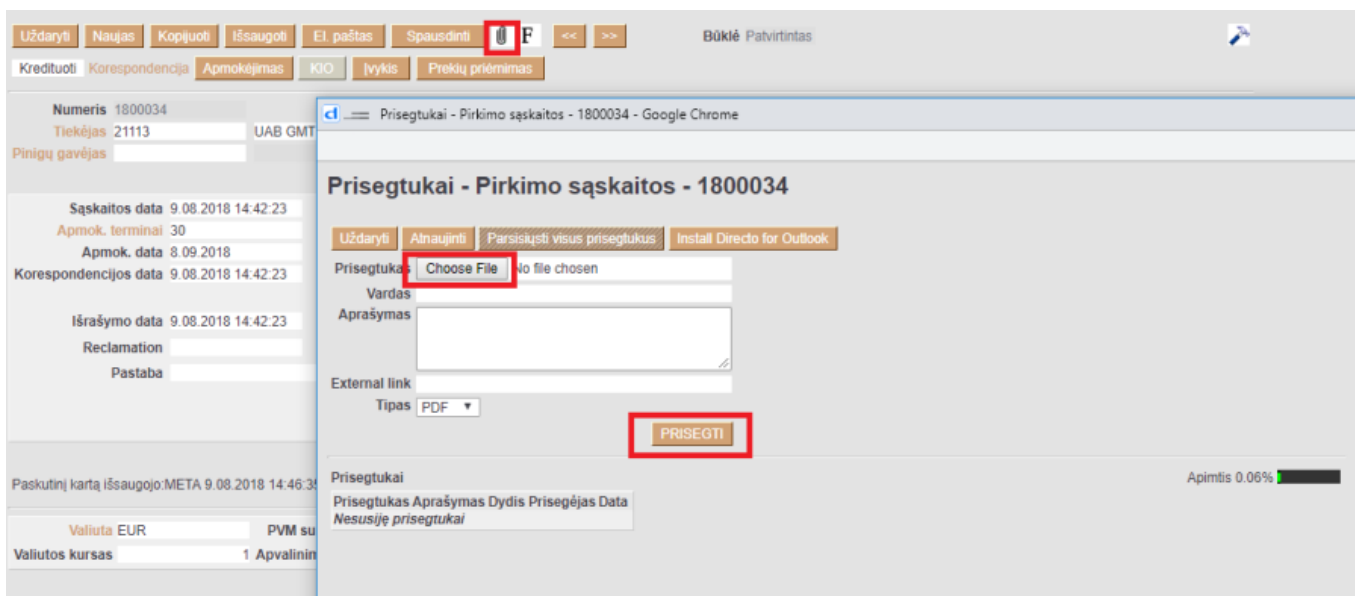 Uždaryti Naujas Kopijuoti Išsaugoti El. paštas Spausdinti F << >> Būklė Patvirtintas
Kredituoti Korespondencija Apmokėjimas KIO Įvykis Prekių priėmimas
Numeris 1800034
Tiekėjas 21113 UAB GMT
Pinigų gavėjas
Sąskaitos data 9.08.2018 14:42:23
Apmok. terminai 30
Apmok. data 8.09.2018
Korespondencijos data 9.08.2018 14:42:23
Išrašymo data 9.08.2018 14:42:23
Reclamation
Pastaba
Paskutinį kartą išsaugojo:META 9.08.2018 14:46:35
Valiuta EUR PVM su
Valiutos kursas 1 Apvalinin
Prisegtukai - Pirkimo sąskaitos - 1800034 - Google Chrome
Prisegtukai - Pirkimo sąskaitos - 1800034
Uždaryti Atnaujinti Parsisiųsti visus prisegtukus Install Directo for Outlook
Prisegtukas Choose File No file chosen
Vardas
Aprašymas
External link
Tipas PDF
PRISEGTI
Prisegtukai Apimtis 0.06%
Prisegtukas Aprašymas Dydis Prisegėjas Data
Nesusiję prisegtukai